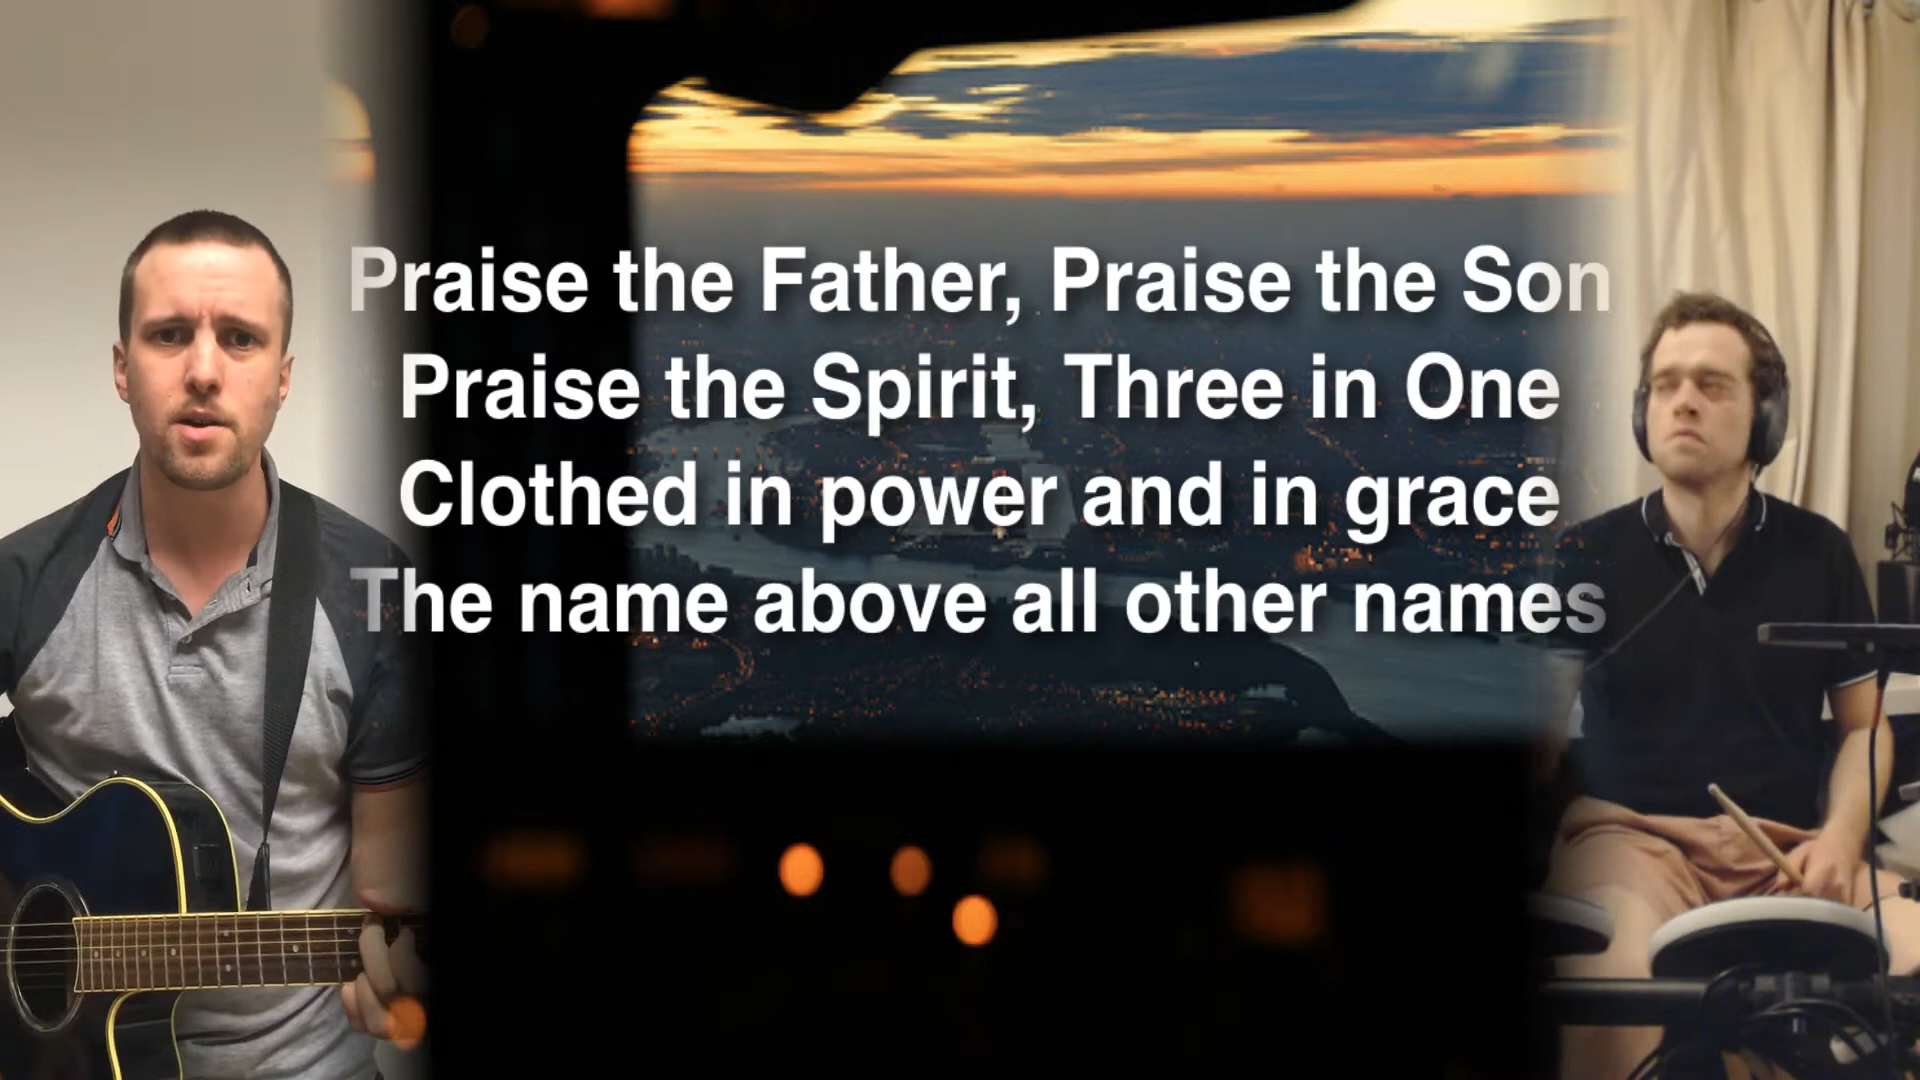 Praise the Father, Praise the Son
Praise the Spirit, Three in One
Clothed in power and in grace
The name above all other names